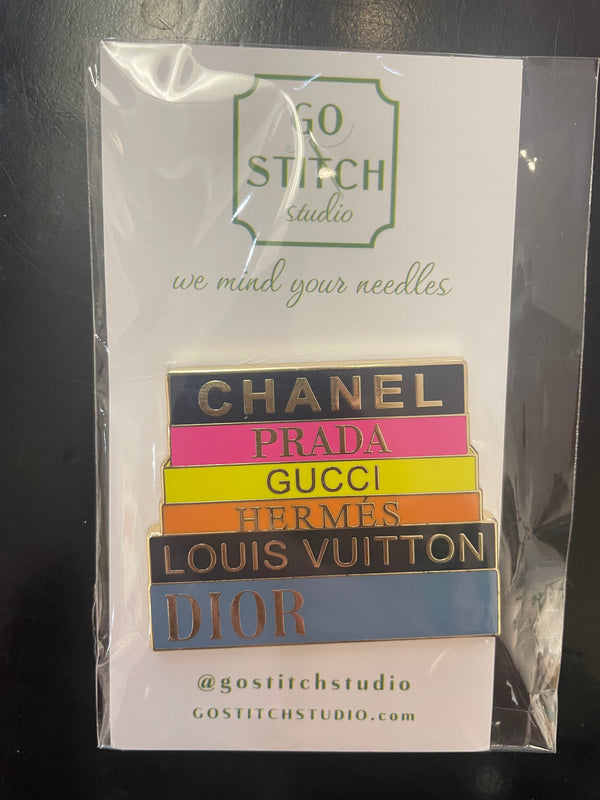 GO
STITCH
studio
we mind your needles
CHANEL
PRADA
GUCCI
HERMÉS
LOUIS VUITTON
DIOR
@gostitchstudio
GOSTITCHSTUDIO.com